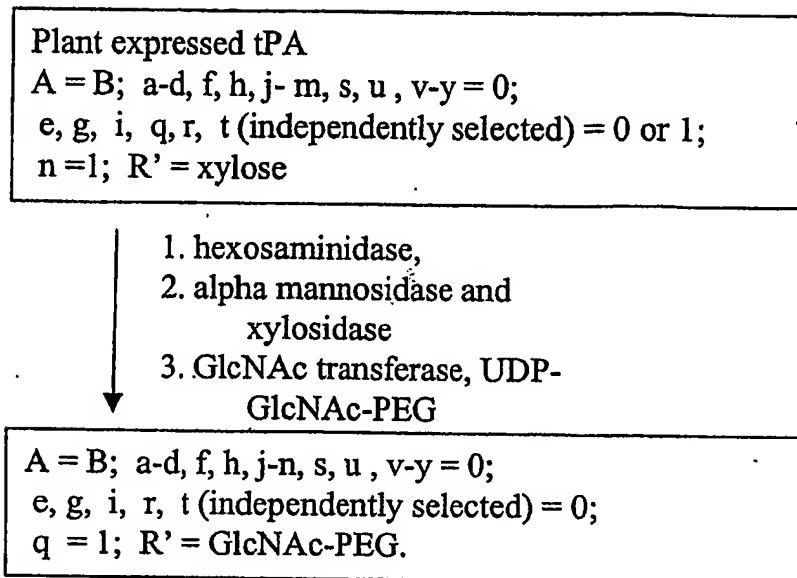 Plant expressed tPA
A = B; a-d, f, h, j- m, s, u , v-y = 0;
e, g, i, q, r, t (independently selected) = 0 or 1;
n =1; R’ = xylose
1. hexosaminidase,
2. alpha mannosidase and
xylosidase
3. GlcNAc transferase, UDP-
GlcNAc-PEG
A = B; a-d, f, h, j-n, s, u , v-y = 0;
e, g, i, r, t (independently selected) = 0;
q = 1; R’ = GlcNAc-PEG.